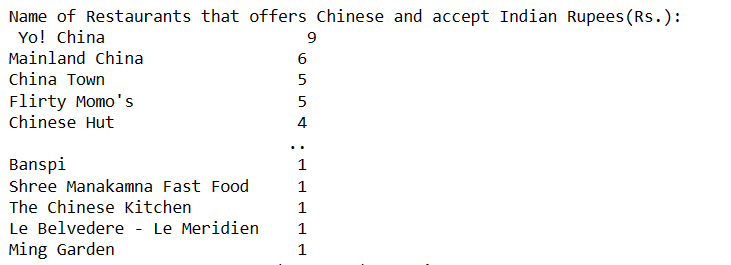 Name of Restaurants that offers Chinese and accept Indian Rupees(Rs.):
Yo! China 9
Mainland China 6
China Town 5
Flirty Momo's 5
Chinese Hut 4
..
Banspi 1
Shree Manakamna Fast Food 1
The Chinese Kitchen 1
Le Belvedere - Le Meridien 1
Ming Garden 1